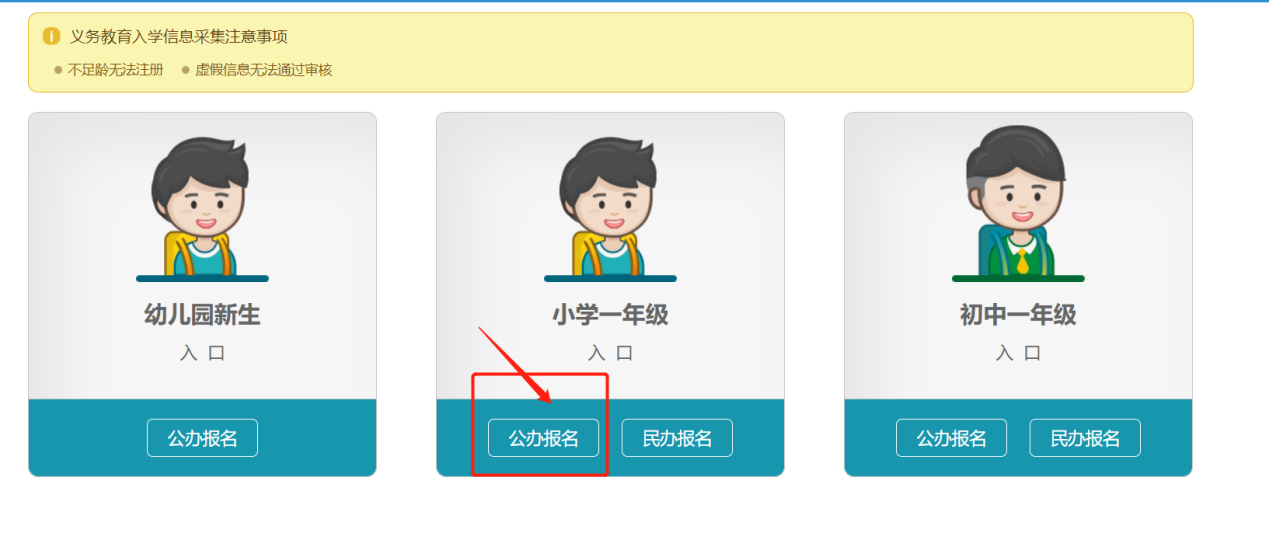 义务教育入学信息采集注意事项
不足龄无法注册 虚假信息无法通过审核
幼儿园新生
入 口
公办报名
小学一年级
入 口
公办报名 民办报名
初中一年级
入 口
公办报名 民办报名